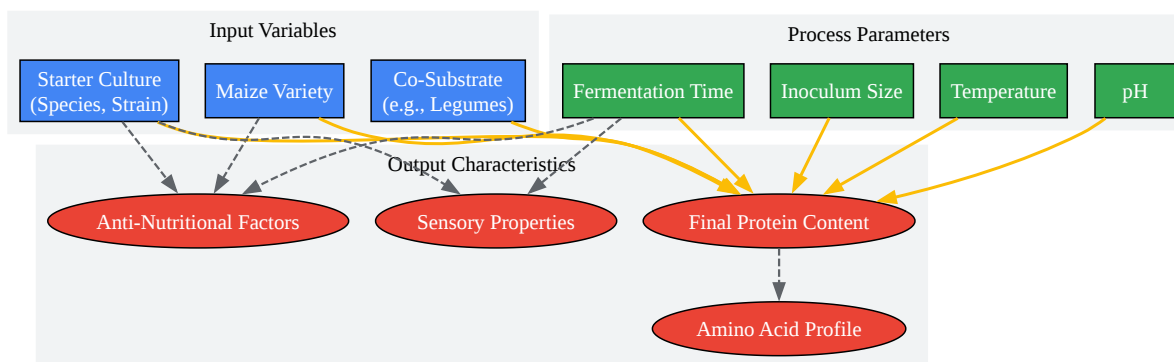 Input Variables
Process Parameters
Starter Culture
(Species, Strain)
Maize Variety
Co-Substrate
(e.g., Legumes)
Fermentation Time
Inoculum Size
Temperature
pH
Output Characteristics
Anti-Nutritional Factors
Sensory Properties
Final Protein Content
Amino Acid Profile